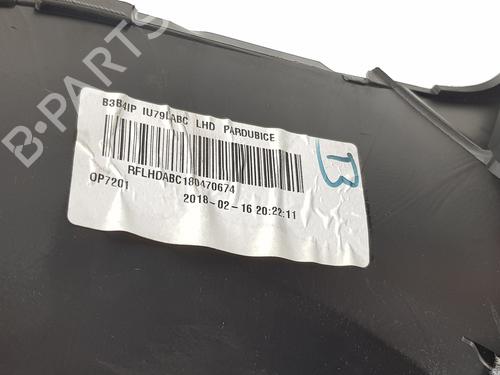 B-PARTS
B3B4IP IU79LABC LHD PARDUBICE
RFLHDABC180470674
OP7201
2018-02-16 20:22:11
B